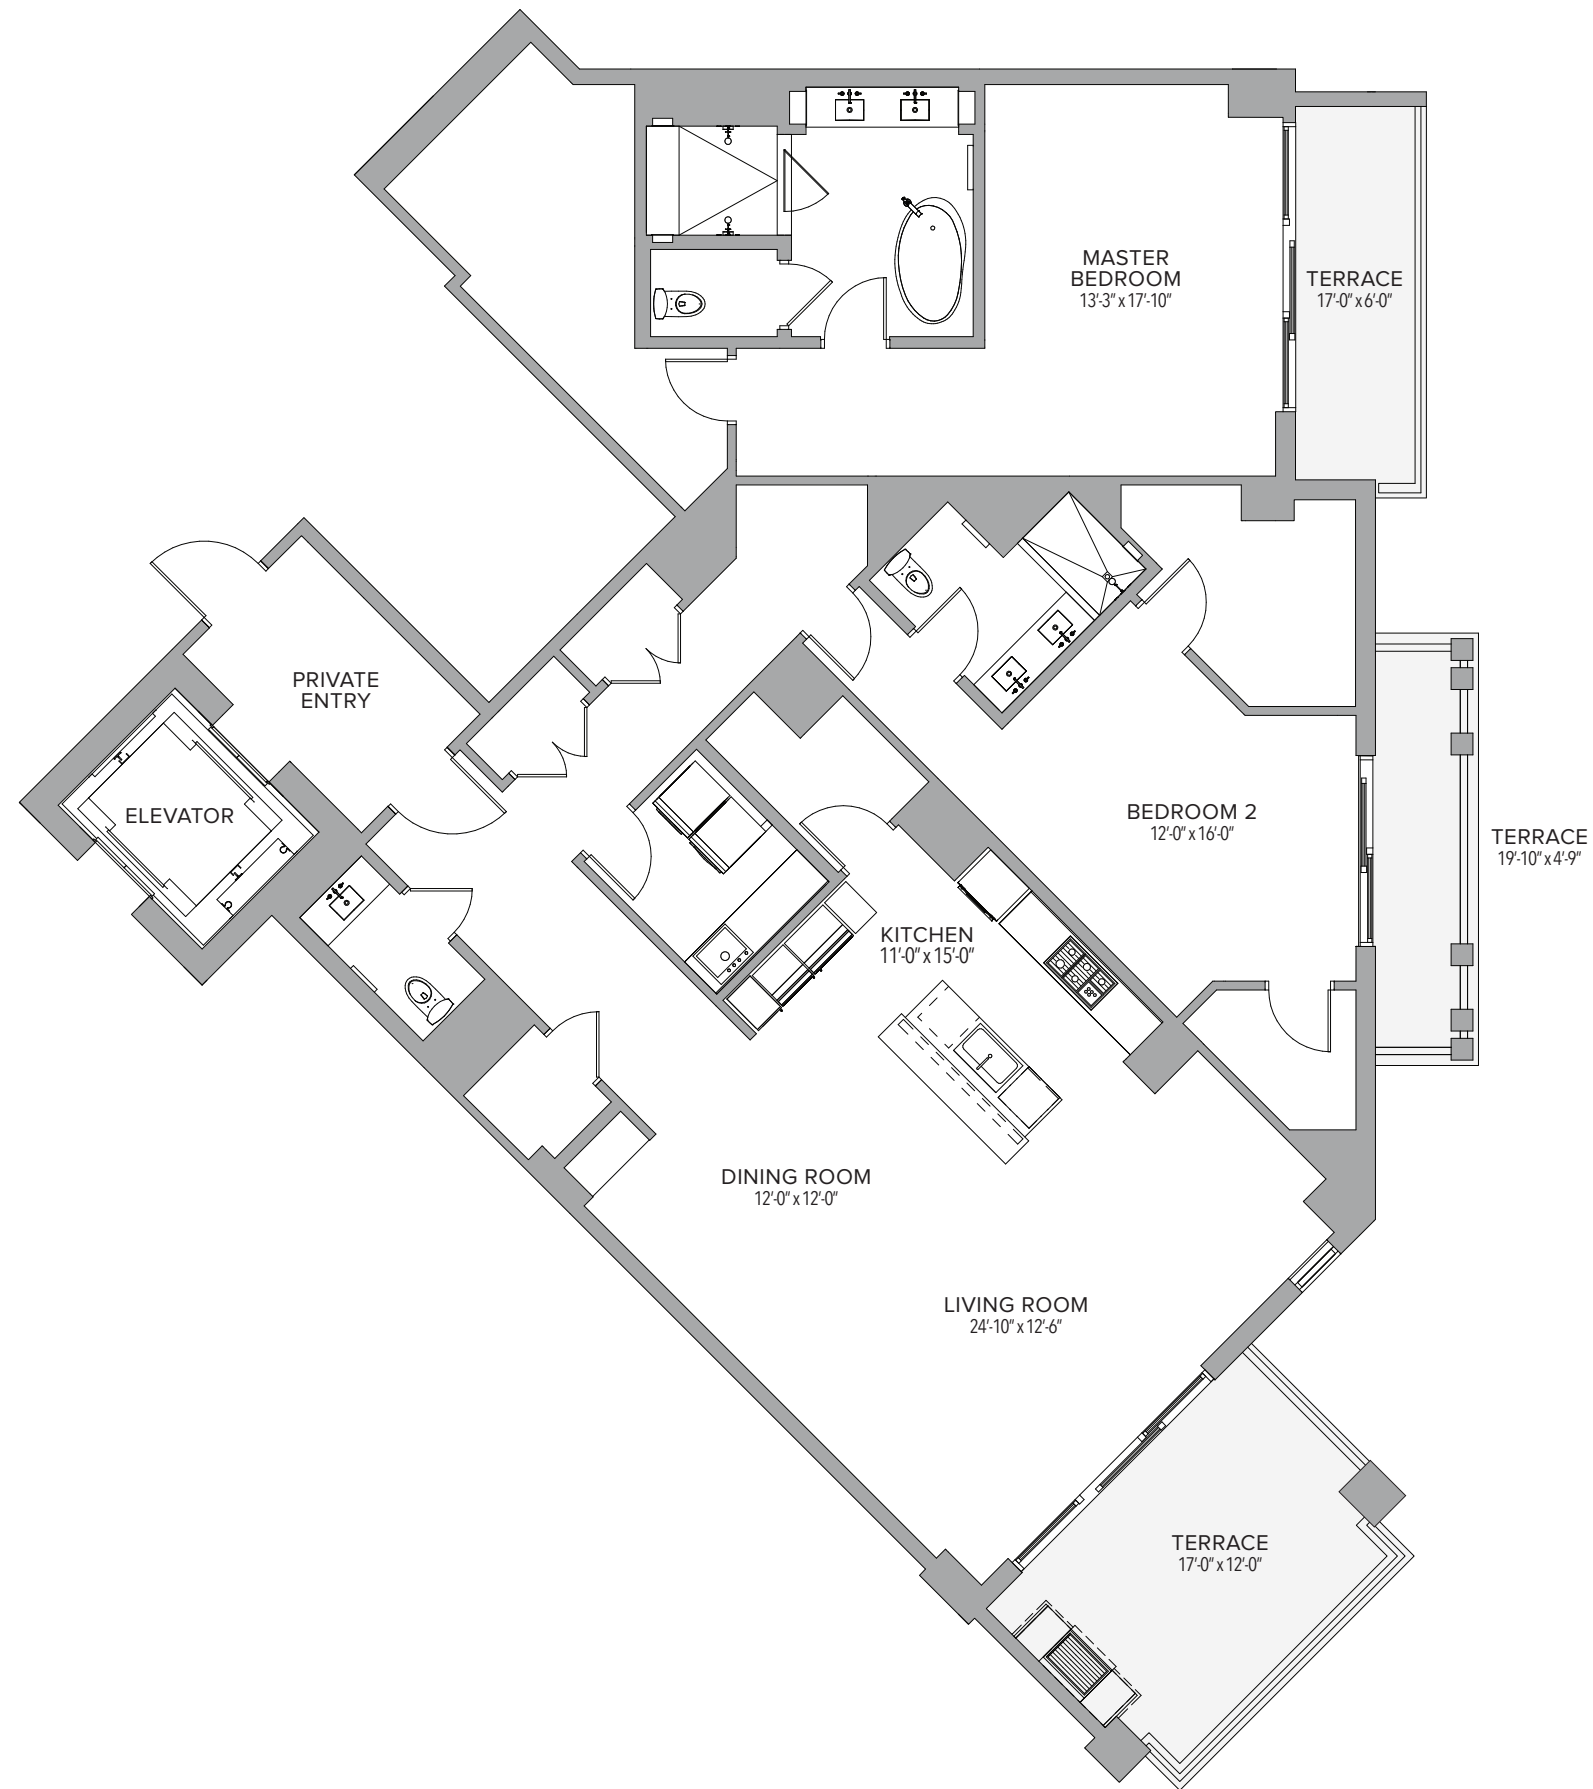 MASTER
BEDROOM
13'-3" x 17'-10"
TERRACE
17'-0" x 6'-0"
PRIVATE
ENTRY
ELEVATOR
BEDROOM 2
12'-0" x 16'-0"
TERRACE
19'-10" x 4'-9"
KITCHEN
11'-0" x 15'-0"
DINING ROOM
12'-0" x 12'-0"
LIVING ROOM
24'-10" x 12'-6"
TERRACE
17'-0" x 12'-0"